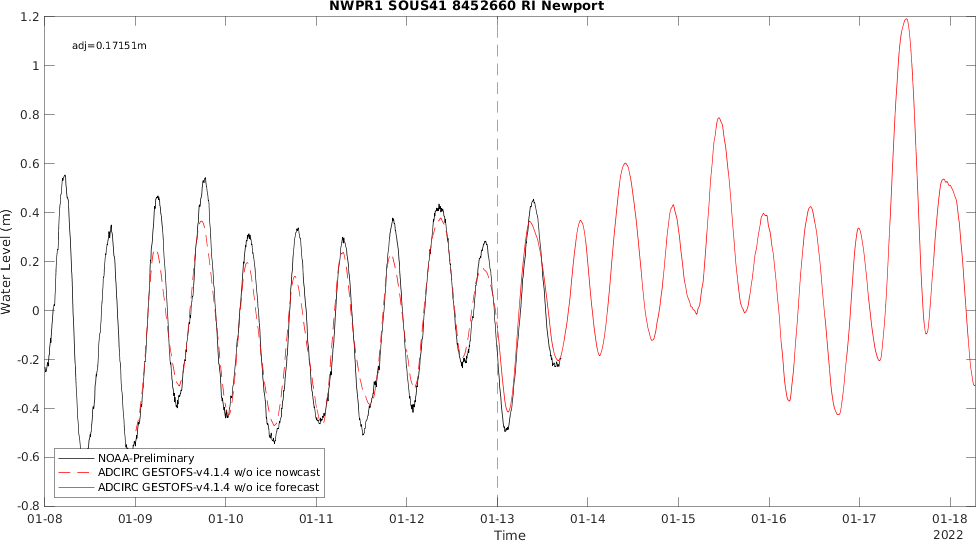 NWPR1 SOUS41 8452660 RI Newport
1.2
adj=0.17151m
1
0.8
0.6
0.4
Water Level (m)
0.2
0
-0.2
-0.4
-0.6
-0.8
NOAA-Preliminary
ADCIRC GESTOFS-v4.1.4 w/o ice nowcast
ADCIRC GESTOFS-v4.1.4 w/o ice forecast
01-08 01-09 01-10 01-11 01-12 01-13 01-14 01-15 01-16 01-17 01-18
Time
2022